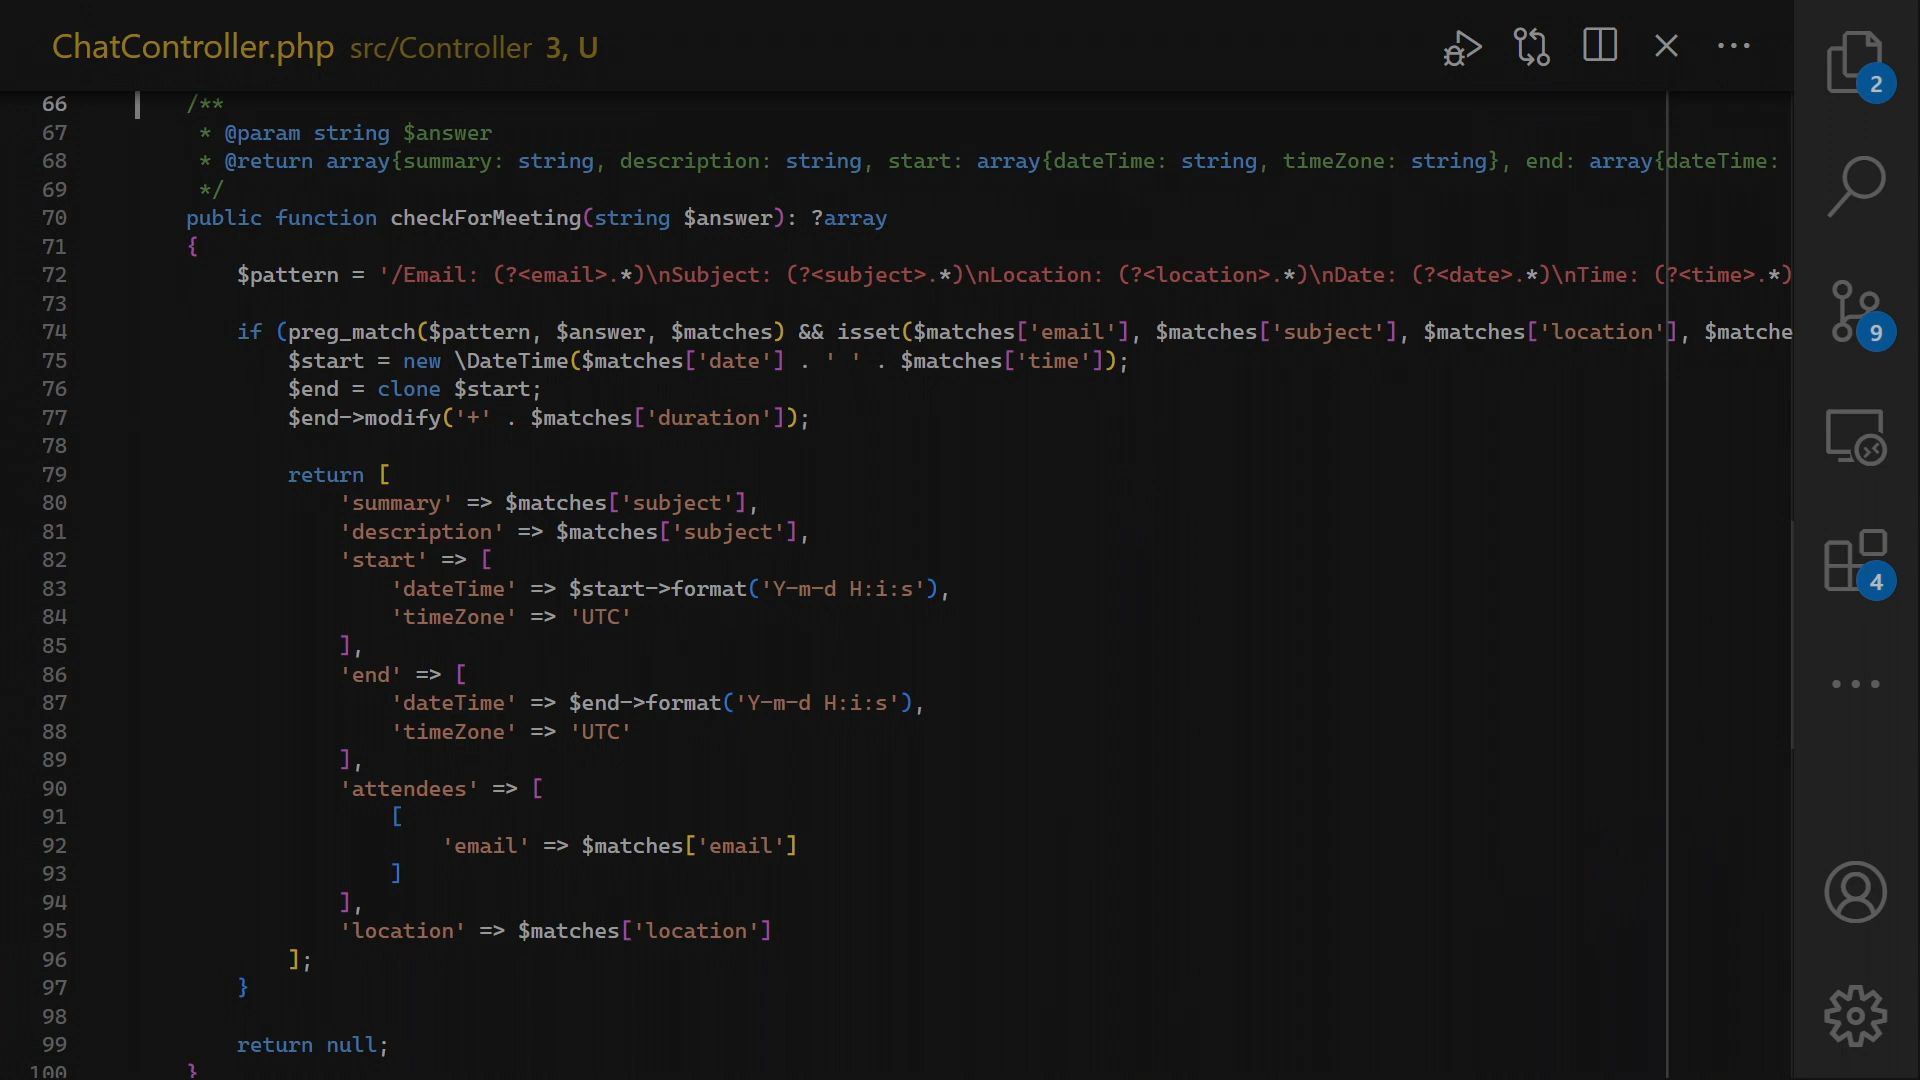 ChatController.php src/Controller 3, U
66 /**
67 * @param string $answer
68 * @return array{summary: string, description: string, start: array{dateTime: string, timeZone: string}, end: array{dateTime:
69 */
70 public function checkForMeeting(string $answer): ?array
71 {
72 $pattern = '/Email: (?<email>.*)\nSubject: (?<subject>.*)\nLocation: (?<location>.*)\nDate: (?<date>.*)\nTime: (?<time>.*)
73
74 if (preg_match($pattern, $answer, $matches) && isset($matches['email'], $matches['subject'], $matches['location'], $matche
75 $start = new \DateTime($matches['date'] . ' ' . $matches['time']);
76 $end = clone $start;
77 $end->modify('+' . $matches['duration']);
78
79 return [
80 'summary' => $matches['subject'],
81 'description' => $matches['subject'],
82 'start' => [
83 'dateTime' => $start->format('Y-m-d H:i:s'),
84 'timeZone' => 'UTC'
85 ],
86 'end' => [
87 'dateTime' => $end->format('Y-m-d H:i:s'),
88 'timeZone' => 'UTC'
89 ],
90 'attendees' => [
91 [
92 'email' => $matches['email']
93 ]
94 ],
95 'location' => $matches['location']
96 ];
97 }
98
99 return null;
100 }
2
9
4